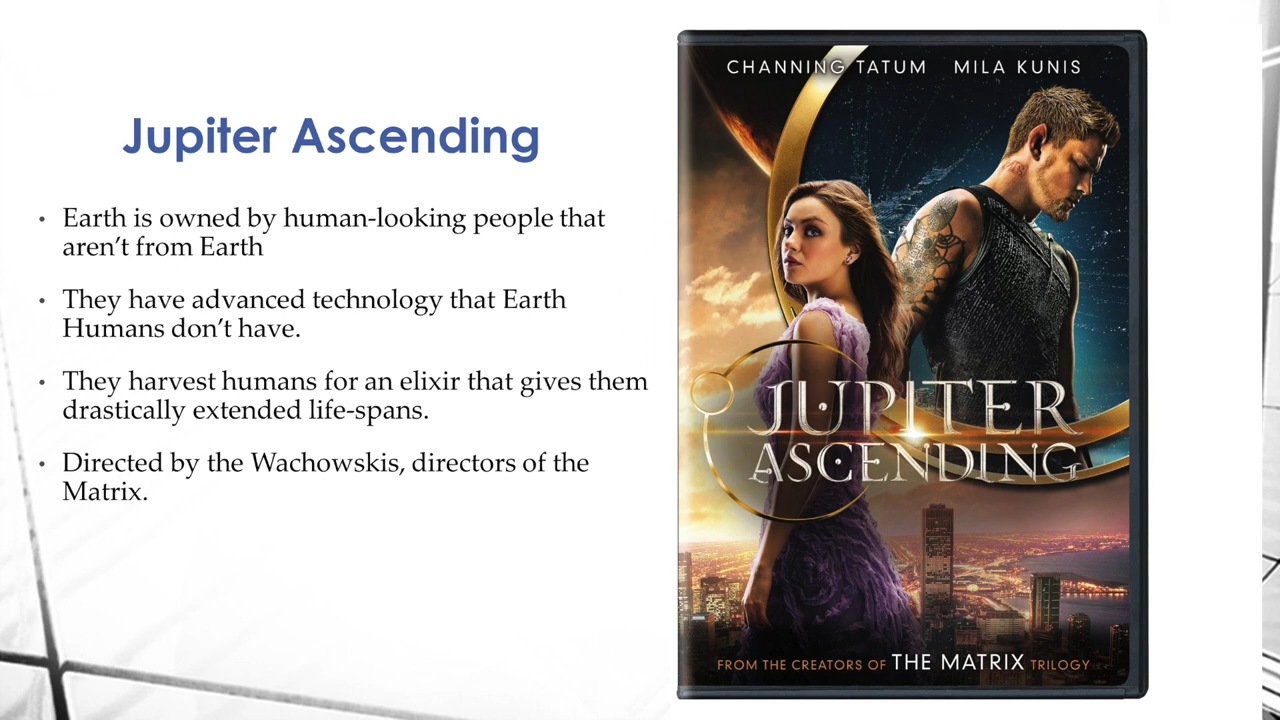 Jupiter Ascending
• Earth is owned by human-looking people that
aren’t from Earth
• They have advanced technology that Earth
Humans don’t have.
• They harvest humans for an elixir that gives them
drastically extended life-spans.
• Directed by the Wachowskis, directors of the
Matrix.
CHANNING TATUM MILA KUNIS
JUPITER
ASCENDING
FROM THE CREATORS OF THE MATRIX TRILOGY